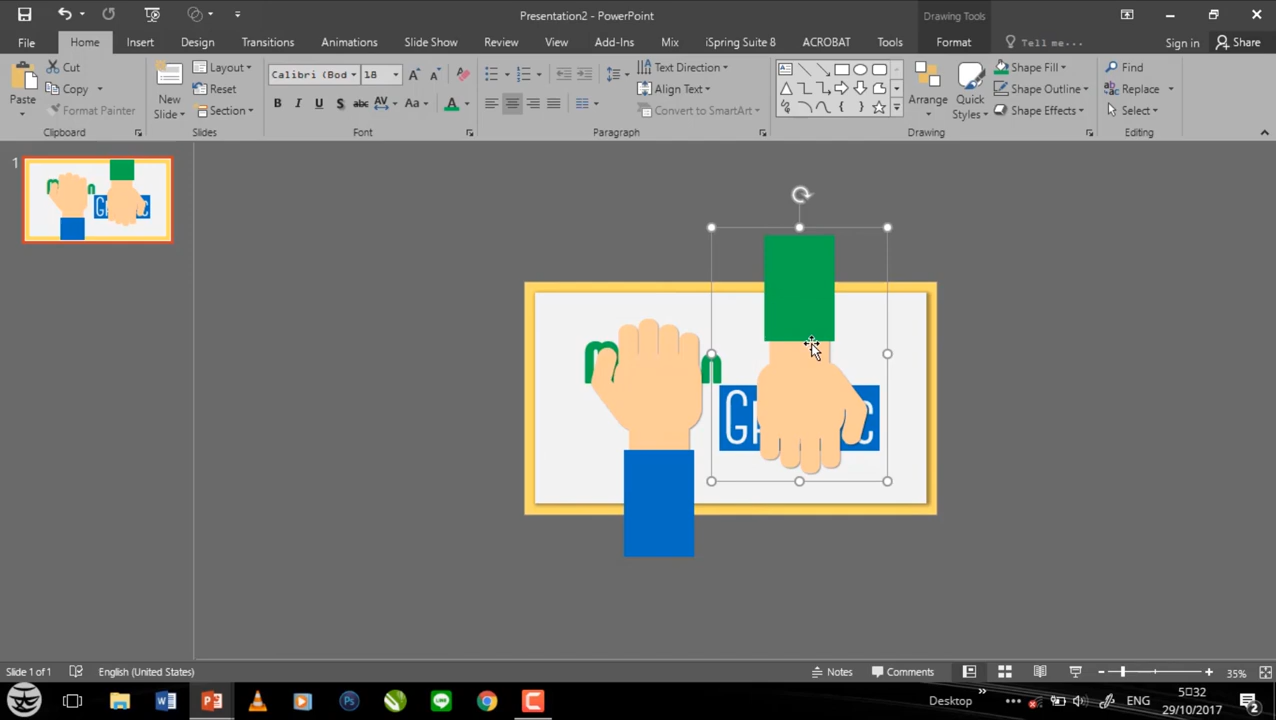 Presentation2 - PowerPoint
Drawing Tools
File Home Insert Design Transitions Animations Slide Show Review View Add-Ins Mix iSpring Suite 8 ACROBAT Tools Format Tell me... Sign in Share
Paste Cut Copy Format Painter Clipboard
New Slide Layout Reset Section Slides
Calibri (Bod 18 B I U S abc AV Aa A Font
Text Direction Align Text Convert to SmartArt Paragraph
Arrange Quick Styles Shape Fill Shape Outline Shape Effects Drawing
Find Replace Select Editing
1
Slide 1 of 1 English (United States) Notes Comments 35%
Desktop ENG 5:32 29/10/2017 2